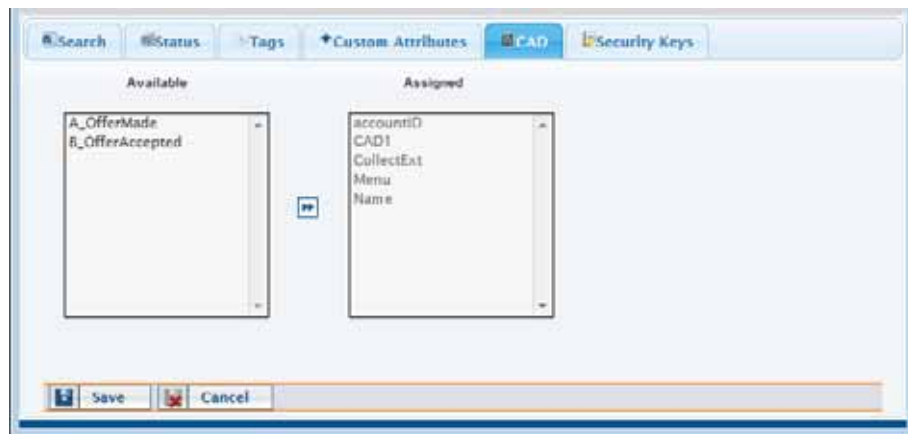 Search Status Tags Custom Attributes CAD Security Keys
Available Assigned
A_OfferMade
B_OfferAccepted
accountID
CAD1
CollectExt
Menu
Name
Save Cancel